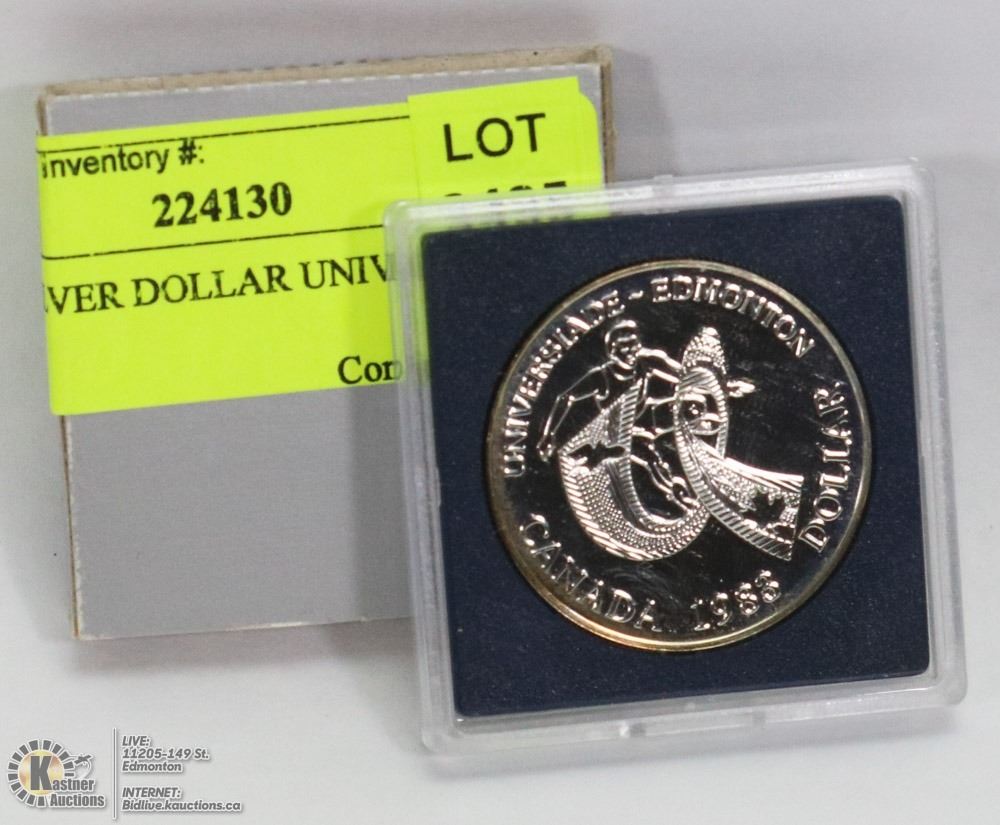 Inventory #:
224130
LOT
VER DOLLAR UNIV
Con
UNIVERSIADE - EDMONTON
DOLLAR
CANADA 1983
Kastner
Auctions
LIVE:
11205-149 St.
Edmonton
INTERNET:
Bidlive.kauctions.ca